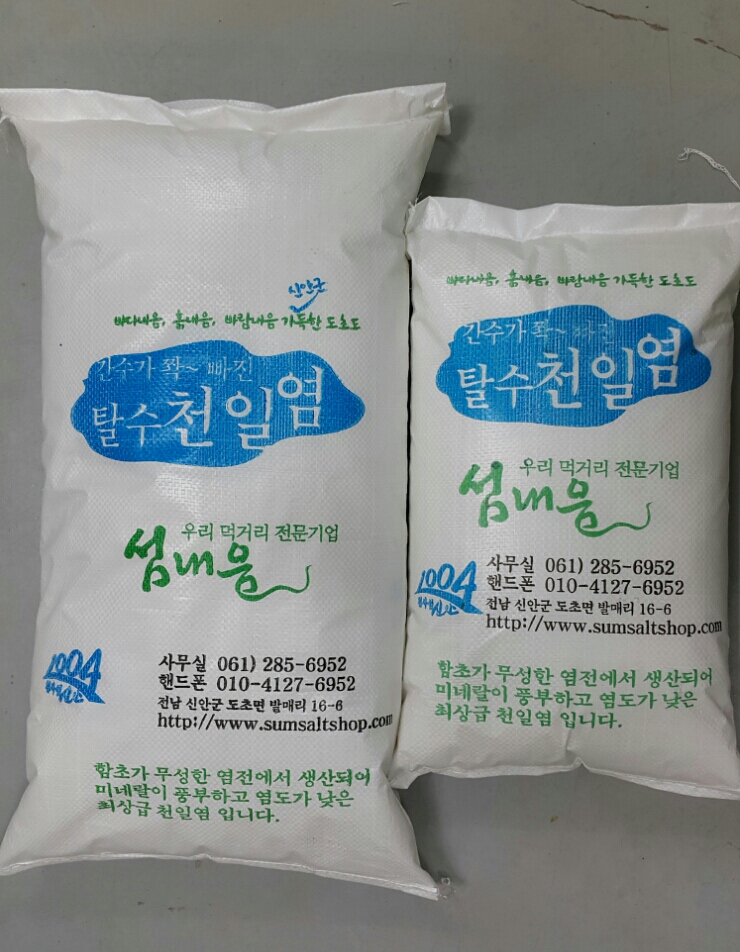 신안군
바다내음, 흙내음, 바람내음 가득한 도초도
간수가 쫙~ 빠진
탈수천일염
우리 먹거리 전문기업
섬내음
1004
사무실 061) 285-6952
핸드폰 010-4127-6952
전남 신안군 도초면 발매리 16-6
http://www.sumsaltshop.com
함초가 무성한 염전에서 생산되어
미네랄이 풍부하고 염도가 낮은
최상급 천일염 입니다.
바다내음, 흙내음, 바람내음 가득한 도초도
간수가 쫙~ 빠진
탈수천일염
우리 먹거리 전문기업
섬내음
1004
사무실 061) 285-6952
핸드폰 010-4127-6952
전남 신안군 도초면 발매리 16-6
http://www.sumsaltshop.com
함초가 무성한 염전에서 생산되어
미네랄이 풍부하고 염도가 낮은
최상급 천일염 입니다.